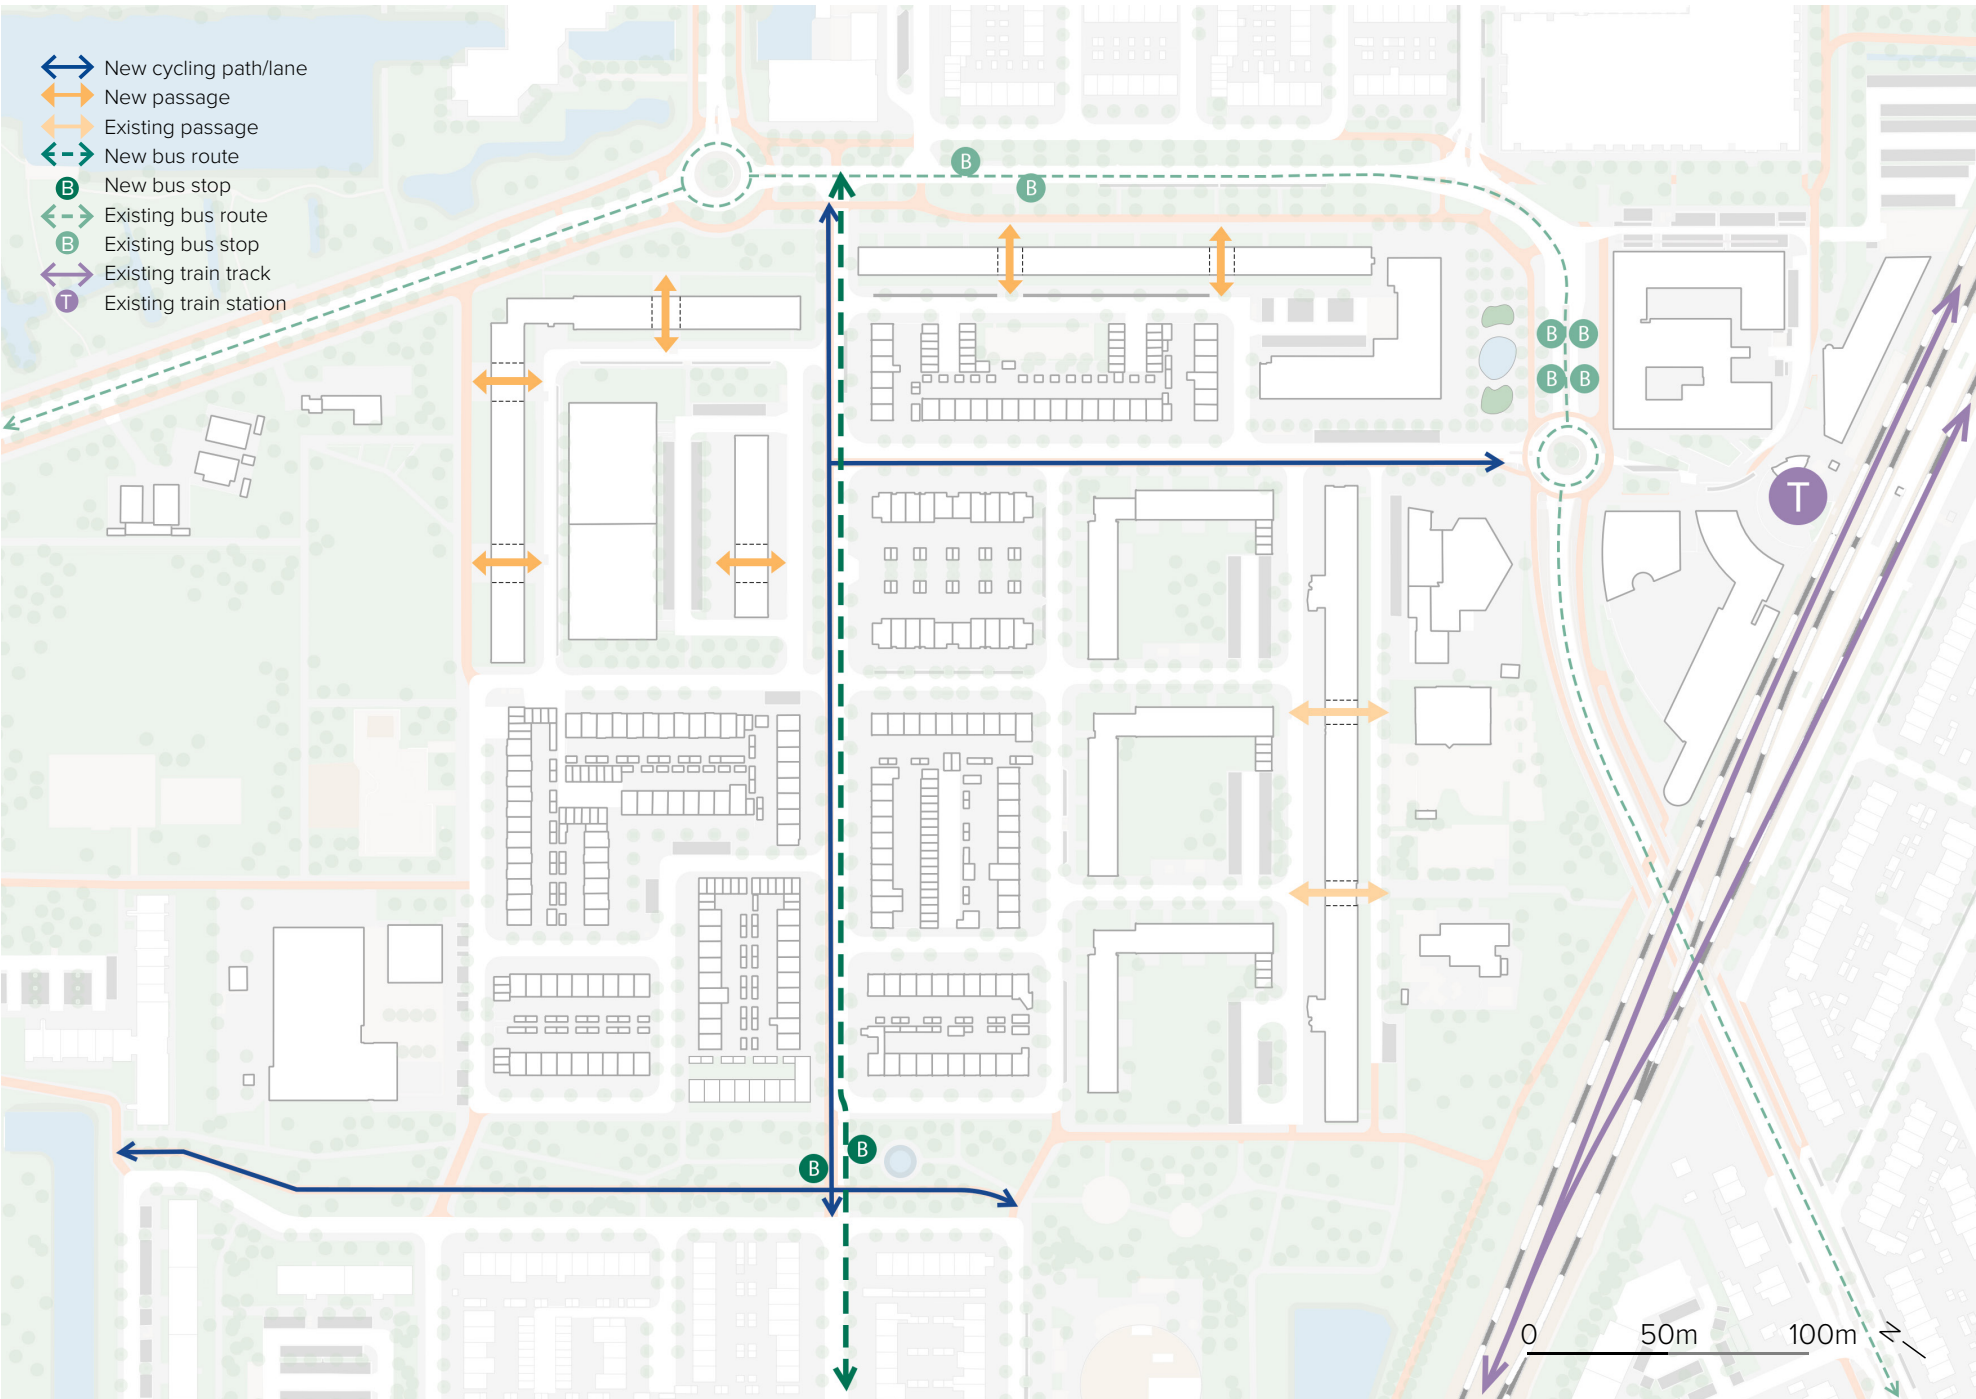 New cycling path/lane
New passage
Existing passage
New bus route
B New bus stop
Existing bus route
B Existing bus stop
Existing train track
T Existing train station
B
B
B B
B B
T
B
B
0 50m 100m N